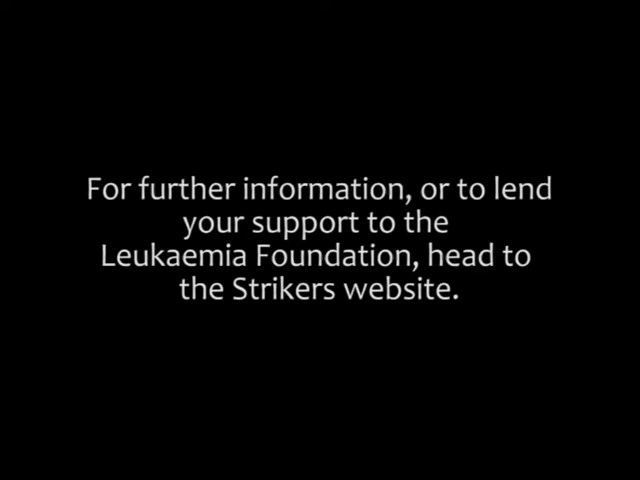 For further information, or to lend
your support to the
Leukaemia Foundation, head to
the Strikers website.